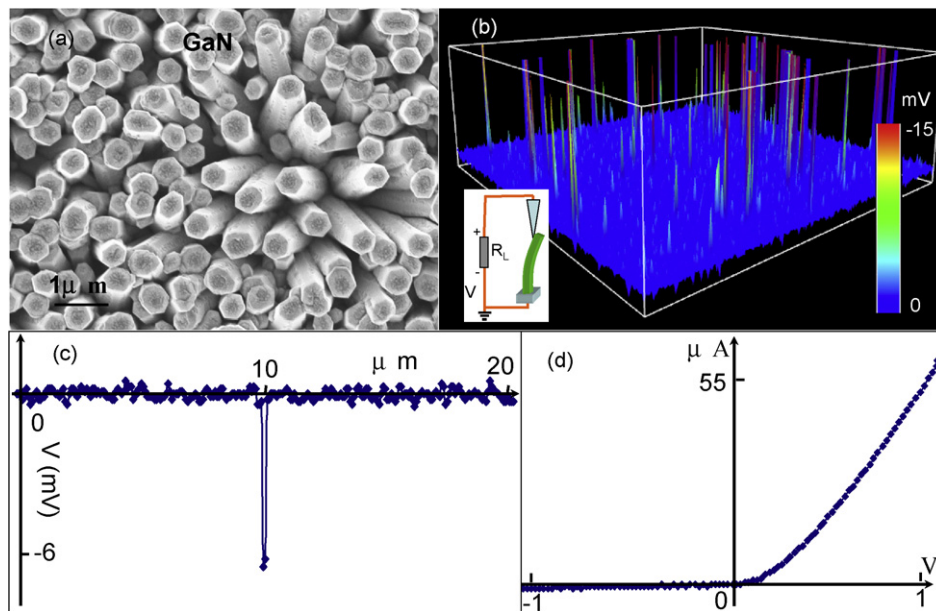 (a)
GaN
1μ m
(b)
mV
-15
0
+
R_L
-
V
(c)
μ m
10
20
0
V (mV)
-6
(d)
μ A
55
-1
0
1
V